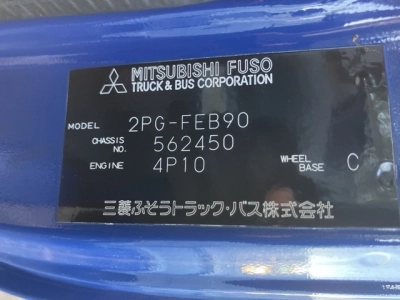 MITSUBISHI FUSO
TRUCK & BUS CORPORATION
MODEL 2PG-FEB90
CHASSIS NO. 562450
ENGINE 4P10 WHEEL BASE C
三菱ふそうトラック・バス株式会社